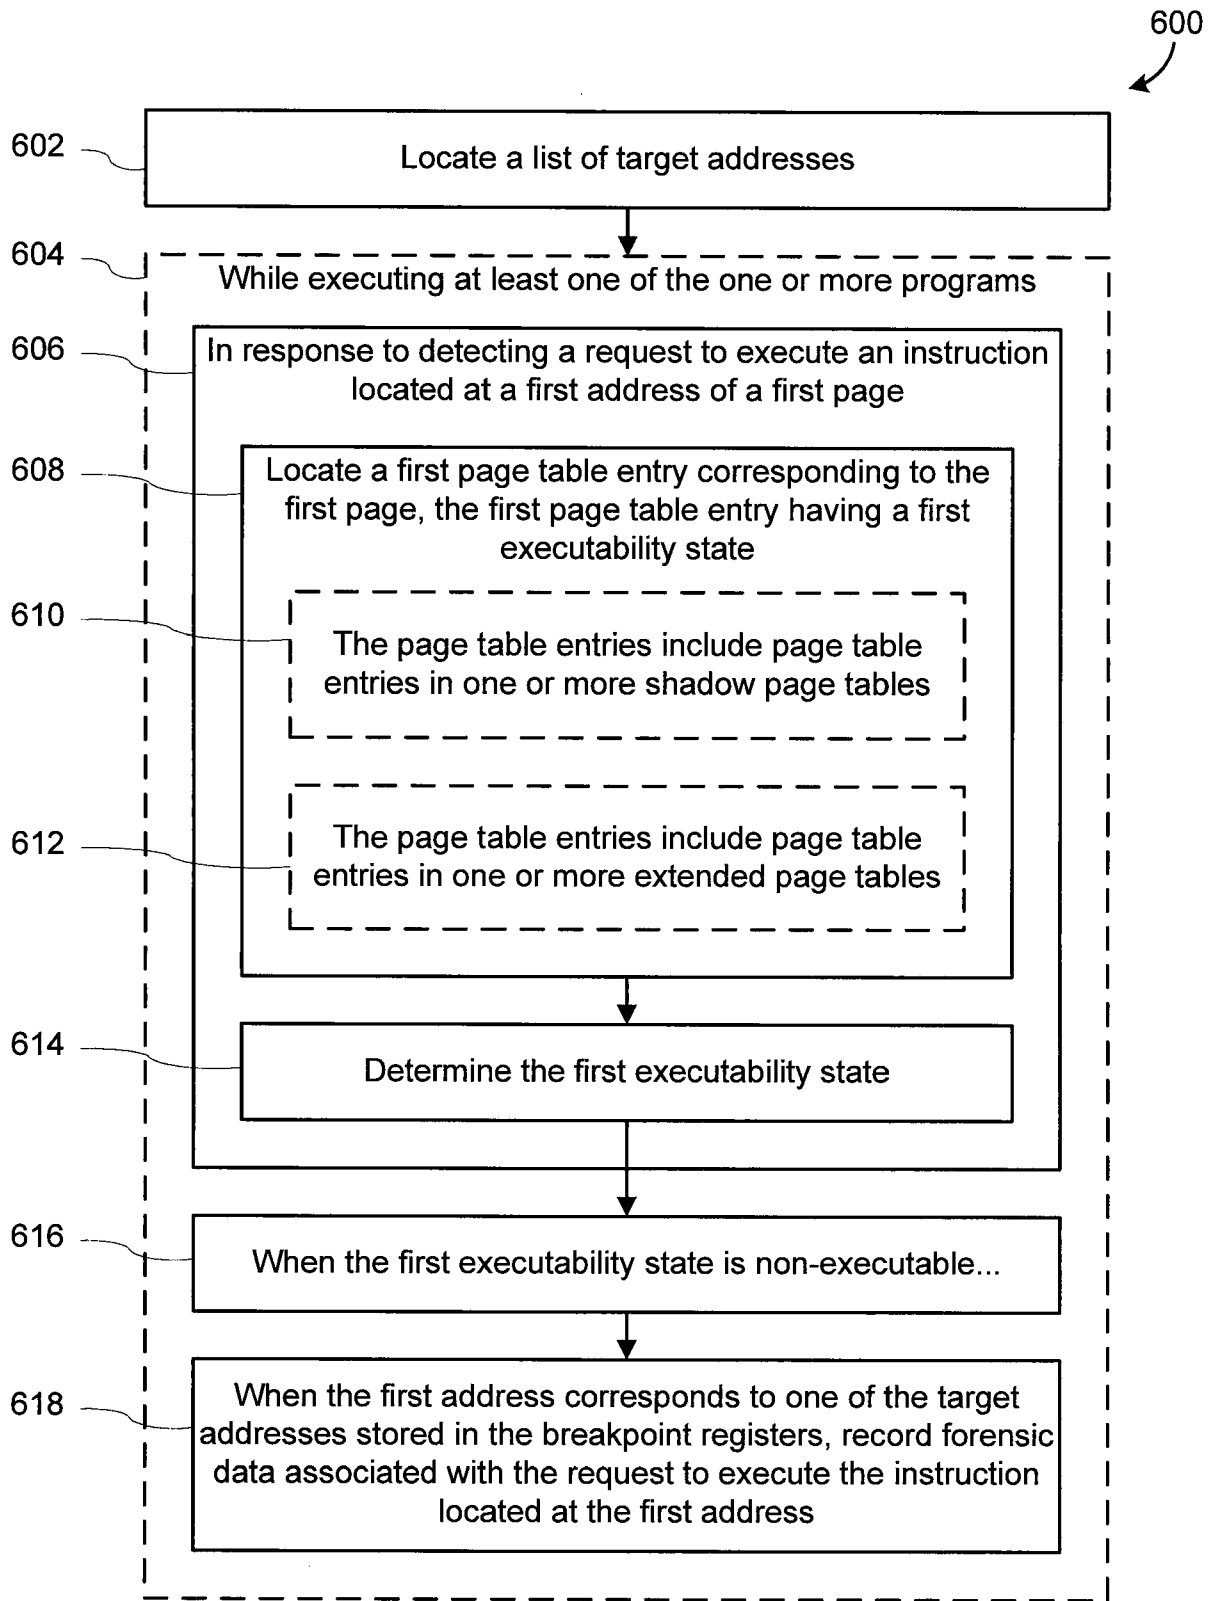 600
602
Locate a list of target addresses
604
While executing at least one of the one or more programs
606
In response to detecting a request to execute an instruction
located at a first address of a first page
608
Locate a first page table entry corresponding to the
first page, the first page table entry having a first
executability state
610
The page table entries include page table
entries in one or more shadow page tables
612
The page table entries include page table
entries in one or more extended page tables
614
Determine the first executability state
616
When the first executability state is non-executable...
618
When the first address corresponds to one of the target
addresses stored in the breakpoint registers, record forensic
data associated with the request to execute the instruction
located at the first address